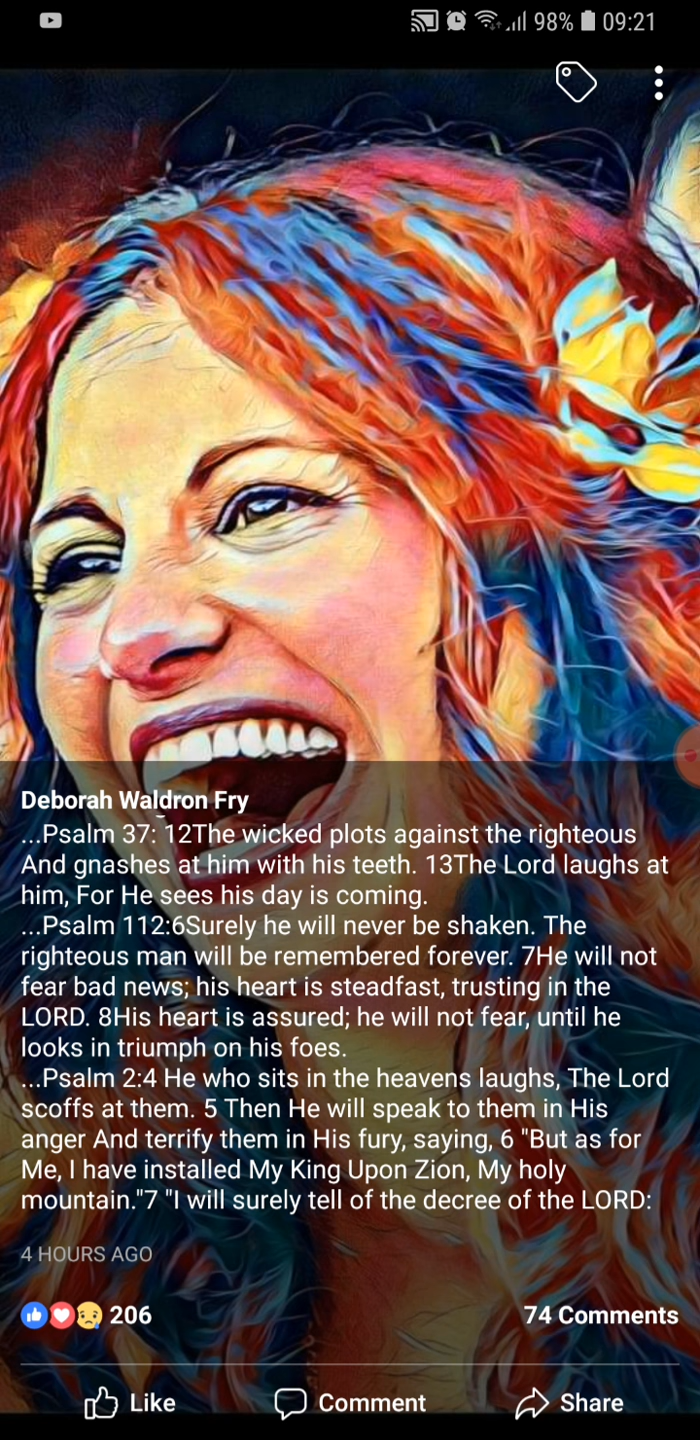 98% 09:21
Deborah Waldron Fry
...Psalm 37: 12The wicked plots against the righteous
And gnashes at him with his teeth. 13The Lord laughs at
him, For He sees his day is coming.
...Psalm 112:6Surely he will never be shaken. The
righteous man will be remembered forever. 7He will not
fear bad news; his heart is steadfast, trusting in the
LORD. 8His heart is assured; he will not fear, until he
looks in triumph on his foes.
...Psalm 2:4 He who sits in the heavens laughs, The Lord
scoffs at them. 5 Then He will speak to them in His
anger And terrify them in His fury, saying, 6 "But as for
Me, I have installed My King Upon Zion, My holy
mountain."7 "I will surely tell of the decree of the LORD:
4 HOURS AGO
206 74 Comments
Like Comment Share